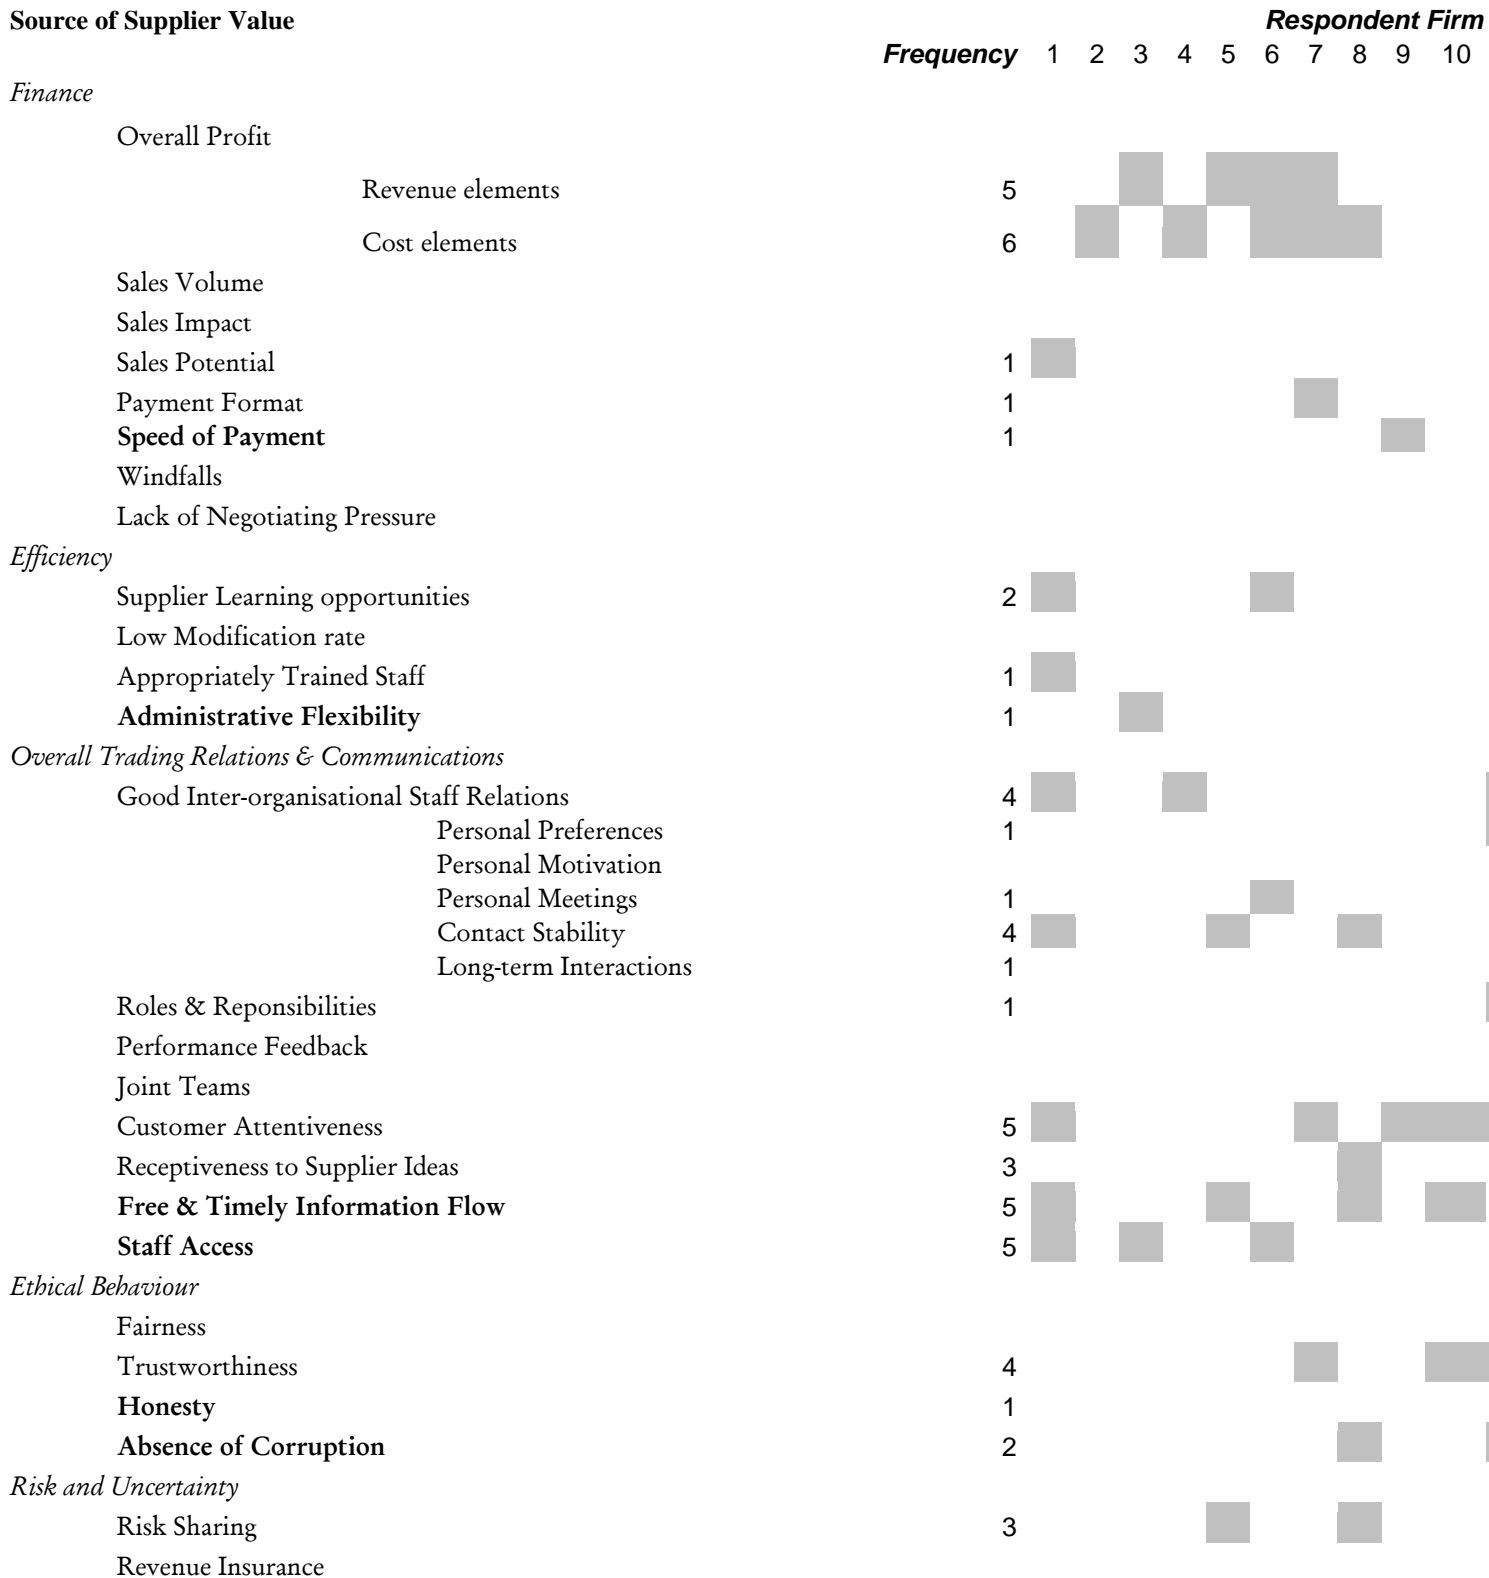 Source of Supplier Value Respondent Firm
Frequency 1 2 3 4 5 6 7 8 9 10
Finance
Overall Profit
Revenue elements 5
Cost elements 6
Sales Volume
Sales Impact
Sales Potential 1
Payment Format 1
Speed of Payment 1
Windfalls
Lack of Negotiating Pressure
Efficiency
Supplier Learning opportunities 2
Low Modification rate
Appropriately Trained Staff 1
Administrative Flexibility 1
Overall Trading Relations & Communications
Good Inter-organisational Staff Relations 4
Personal Preferences 1
Personal Motivation
Personal Meetings 1
Contact Stability 4
Long-term Interactions 1
Roles & Reponsibilities 1
Performance Feedback
Joint Teams
Customer Attentiveness 5
Receptiveness to Supplier Ideas 3
Free & Timely Information Flow 5
Staff Access 5
Ethical Behaviour
Fairness
Trustworthiness 4
Honesty 1
Absence of Corruption 2
Risk and Uncertainty
Risk Sharing 3
Revenue Insurance